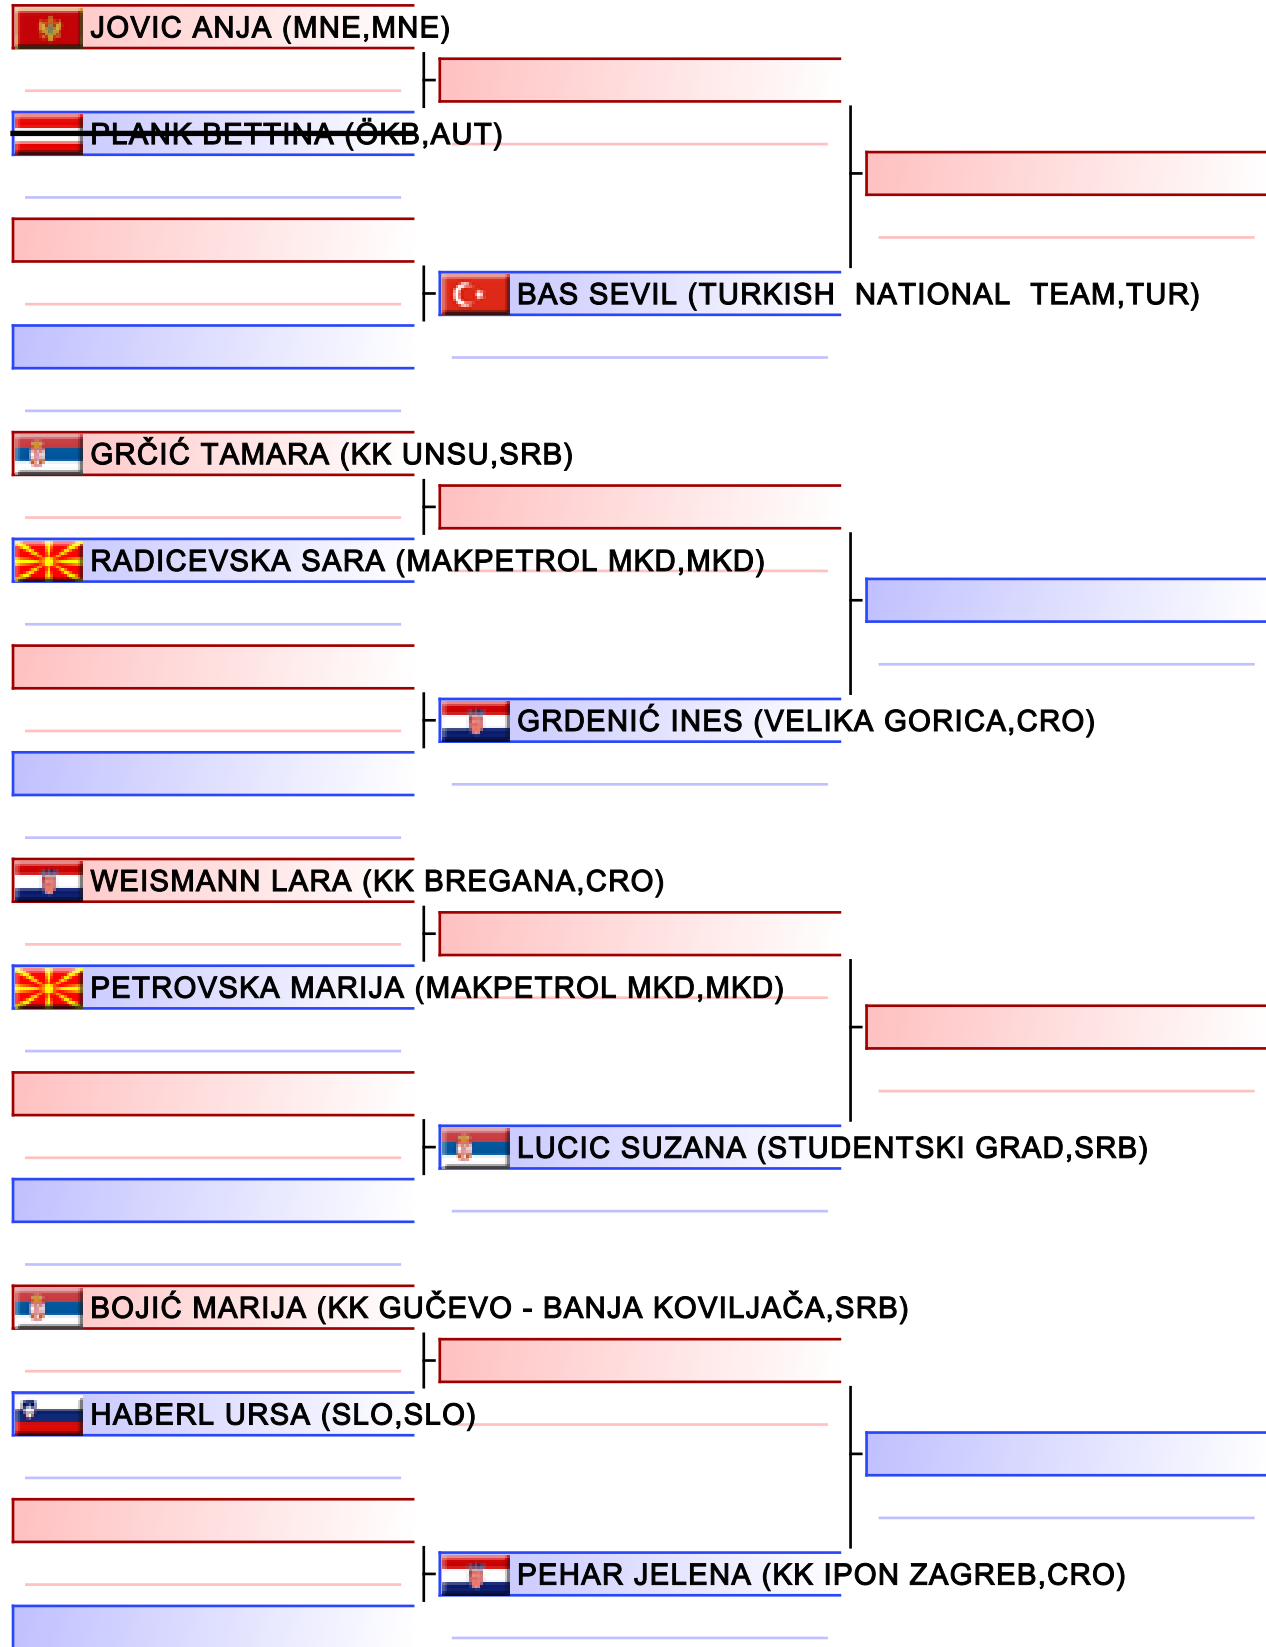 JOVIC ANJA (MNE,MNE)
PLANK BETTINA (ÖKB,AUT)
BAS SEVIL (TURKISH NATIONAL TEAM,TUR)
GRČIĆ TAMARA (KK UNSU,SRB)
RADICEVSKA SARA (MAKPETROL MKD,MKD)
GRDENIĆ INES (VELIKA GORICA,CRO)
WEISMANN LARA (KK BREGANA,CRO)
PETROVSKA MARIJA (MAKPETROL MKD,MKD)
LUCIC SUZANA (STUDENTSKI GRAD,SRB)
BOJIĆ MARIJA (KK GUČEVO - BANJA KOVILJAČA,SRB)
HABERL URSA (SLO,SLO)
PEHAR JELENA (KK IPON ZAGREB,CRO)